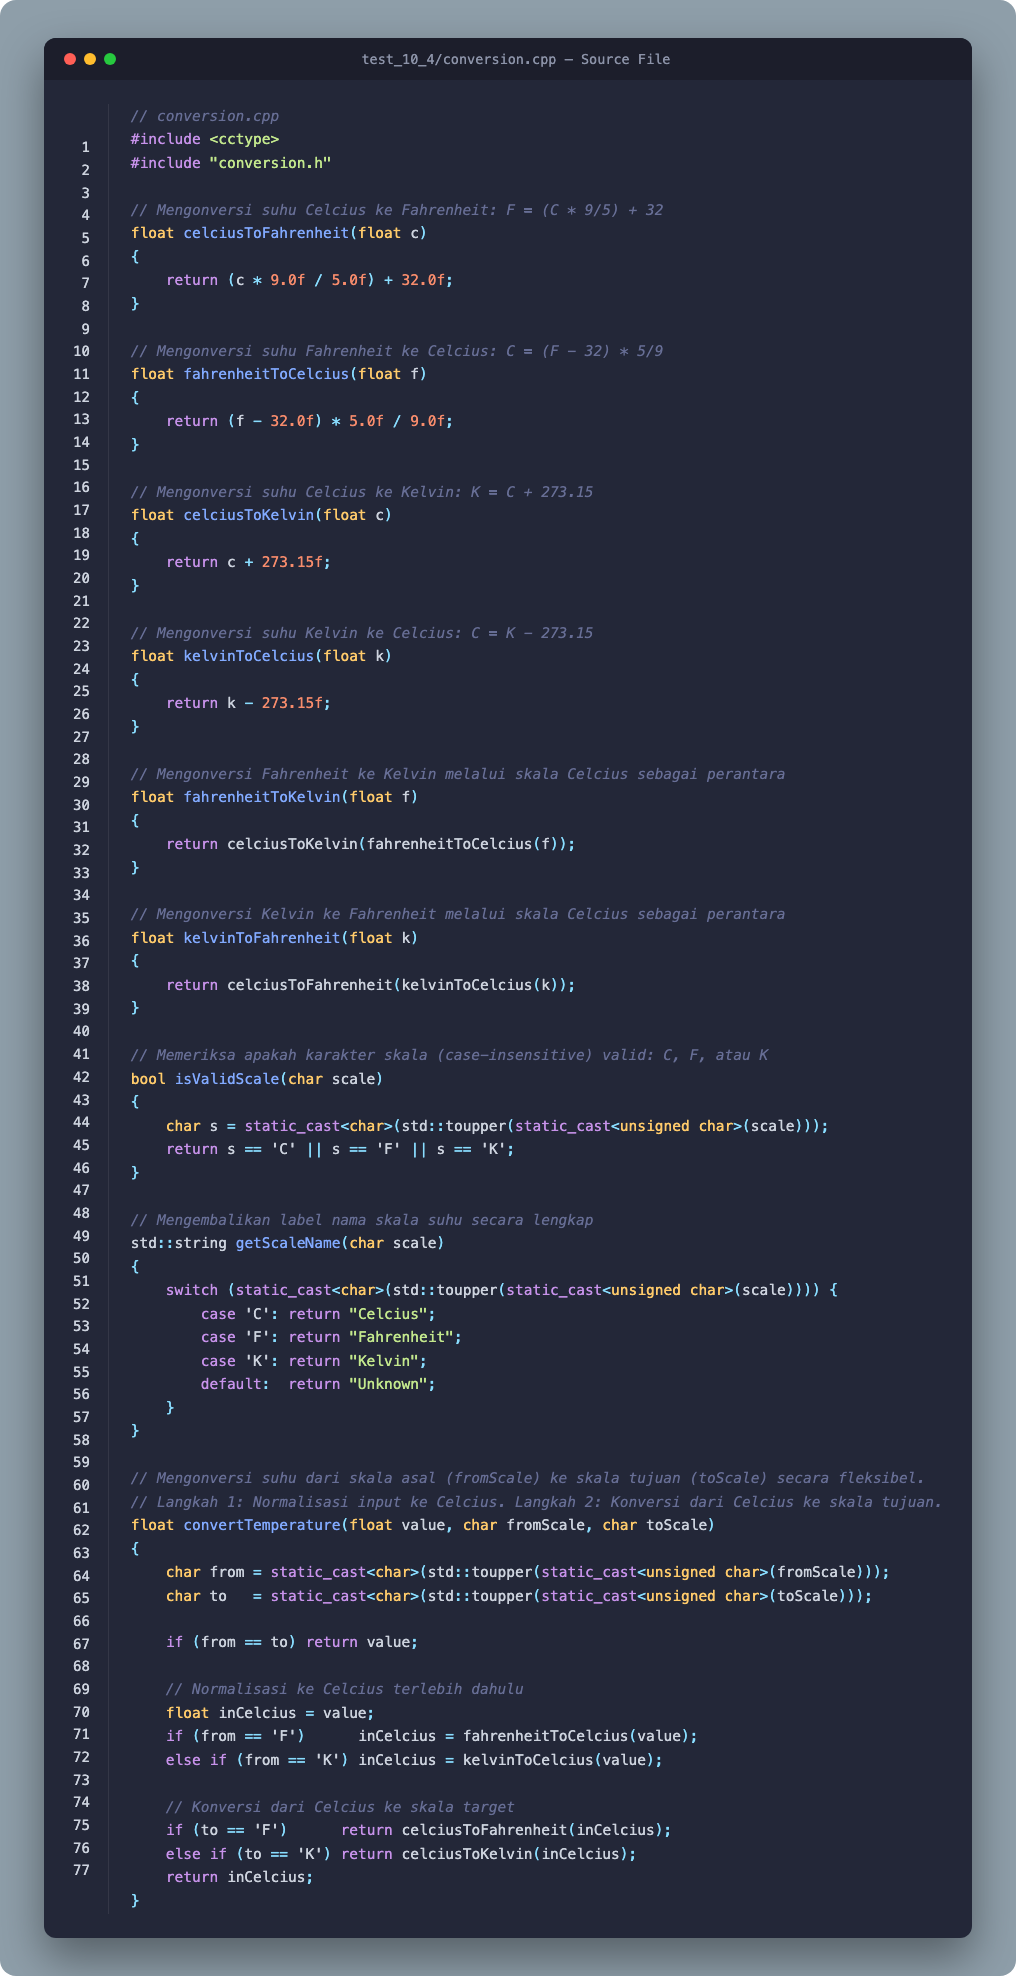 test_10_4/conversion.cpp — Source File
// conversion.cpp
1 #include <cctype>
2 #include "conversion.h"
3
4 // Mengonversi suhu Celcius ke Fahrenheit: F = (C * 9/5) + 32
5 float celciusToFahrenheit(float c)
6 {
7     return (c * 9.0f / 5.0f) + 32.0f;
8 }
9
10 // Mengonversi suhu Fahrenheit ke Celcius: C = (F - 32) * 5/9
11 float fahrenheitToCelcius(float f)
12 {
13     return (f - 32.0f) * 5.0f / 9.0f;
14 }
15
16 // Mengonversi suhu Celcius ke Kelvin: K = C + 273.15
17 float celciusToKelvin(float c)
18 {
19     return c + 273.15f;
20 }
21
22 // Mengonversi suhu Kelvin ke Celcius: C = K - 273.15
23 float kelvinToCelcius(float k)
24 {
25     return k - 273.15f;
26 }
27
28 // Mengonversi Fahrenheit ke Kelvin melalui skala Celcius sebagai perantara
29 float fahrenheitToKelvin(float f)
30 {
31     return celciusToKelvin(fahrenheitToCelcius(f));
32 }
33
34 // Mengonversi Kelvin ke Fahrenheit melalui skala Celcius sebagai perantara
35 float kelvinToFahrenheit(float k)
36 {
37     return celciusToFahrenheit(kelvinToCelcius(k));
38 }
39
40 // Memeriksa apakah karakter skala (case-insensitive) valid: C, F, atau K
41 bool isValidScale(char scale)
42 {
43     char s = static_cast<char>(std::toupper(static_cast<unsigned char>(scale)));
44     return s == 'C' || s == 'F' || s == 'K';
45 }
46
47 // Mengembalikan label nama skala suhu secara lengkap
48 std::string getScaleName(char scale)
49 {
50     switch (static_cast<char>(std::toupper(static_cast<unsigned char>(scale)))) {
51         case 'C': return "Celcius";
52         case 'F': return "Fahrenheit";
53         case 'K': return "Kelvin";
54         default:  return "Unknown";
55     }
56 }
57
58 // Mengonversi suhu dari skala asal (fromScale) ke skala tujuan (toScale) secara fleksibel.
59 // Langkah 1: Normalisasi input ke Celcius. Langkah 2: Konversi dari Celcius ke skala tujuan.
60 float convertTemperature(float value, char fromScale, char toScale)
61 {
62     char from = static_cast<char>(std::toupper(static_cast<unsigned char>(fromScale)));
63     char to   = static_cast<char>(std::toupper(static_cast<unsigned char>(toScale)));
64
65     if (from == to) return value;
66
67     // Normalisasi ke Celcius terlebih dahulu
68     float inCelcius = value;
69     if (from == 'F')      inCelcius = fahrenheitToCelcius(value);
70     else if (from == 'K') inCelcius = kelvinToCelcius(value);
71
72     // Konversi dari Celcius ke skala target
73     if (to == 'F')      return celciusToFahrenheit(inCelcius);
74     else if (to == 'K') return celciusToKelvin(inCelcius);
75     return inCelcius;
76 }
77